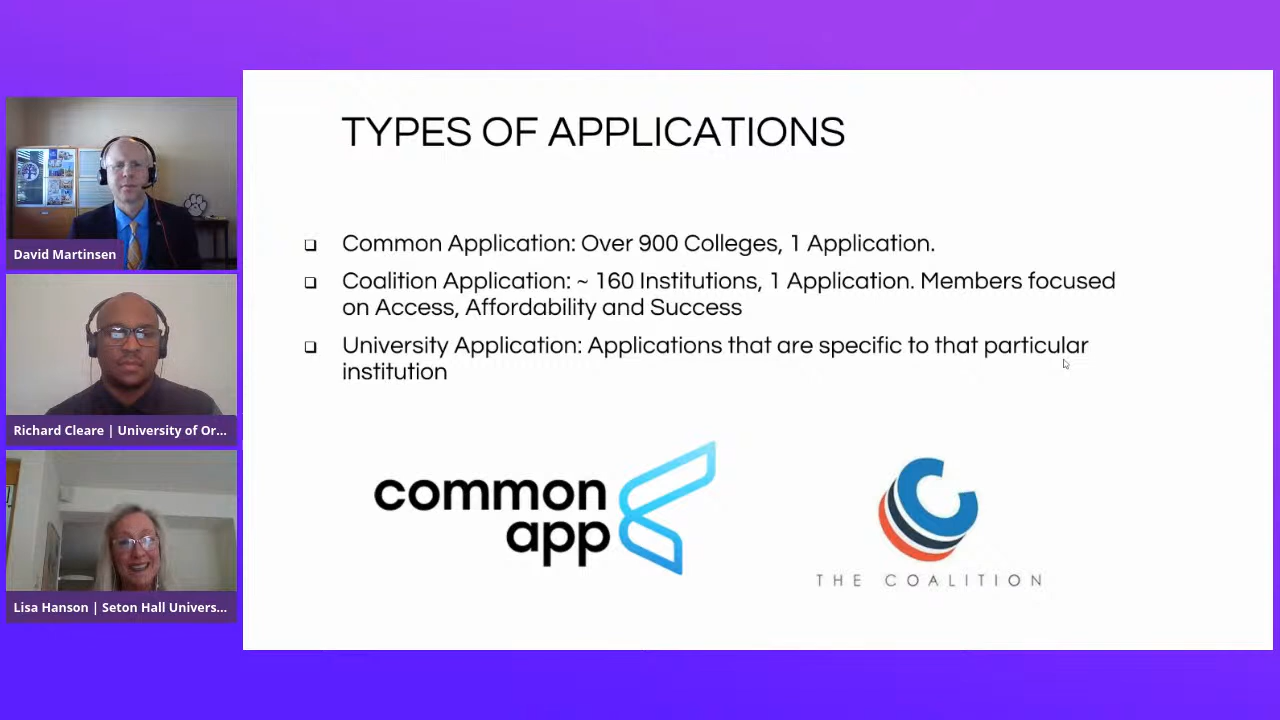 TYPES OF APPLICATIONS
Common Application: Over 900 Colleges, 1 Application.
Coalition Application: ~ 160 Institutions, 1 Application. Members focused
on Access, Affordability and Success
University Application: Applications that are specific to that particular
institution
common
app
THE COALITION
David Martinsen
Richard Cleare | University of Or...
Lisa Hanson | Seton Hall Univers...